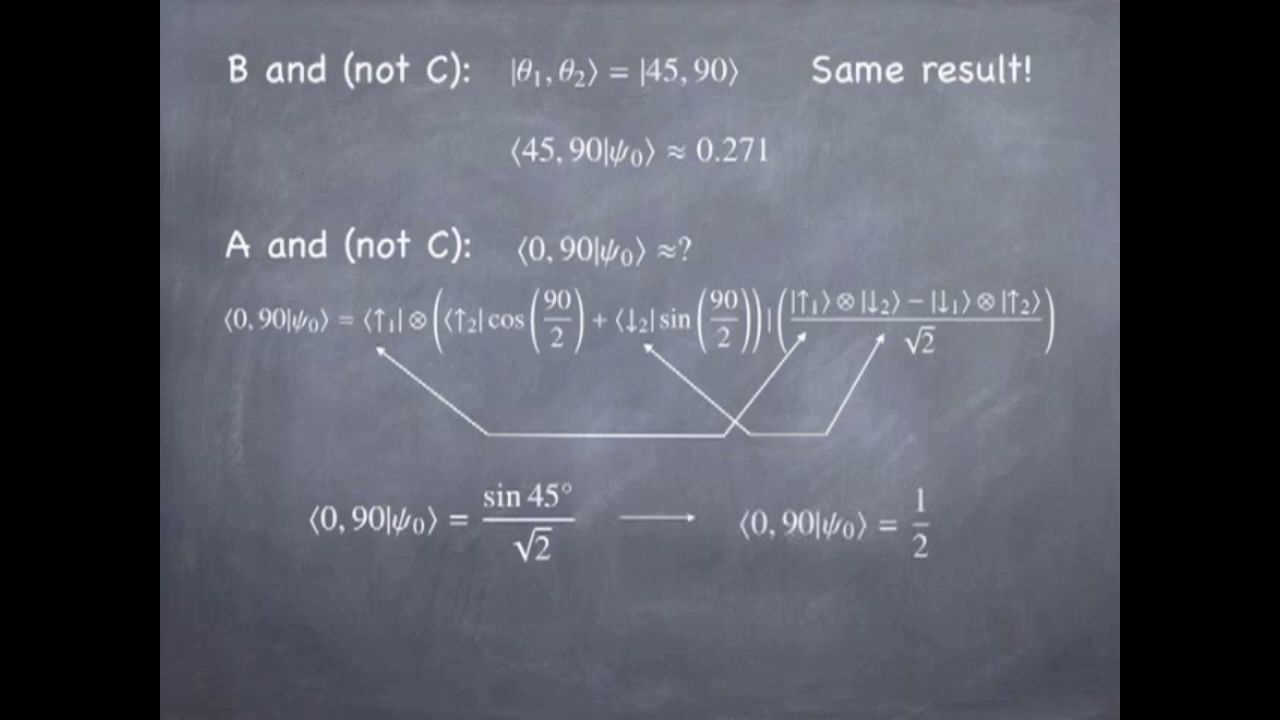 B and (not C): |θ₁, θ₂⟩ = |45, 90⟩ Same result!
⟨45, 90|ψ₀⟩ ≈ 0.271
A and (not C): ⟨0, 90|ψ₀⟩ ≈?
⟨0, 90|ψ₀⟩ = ⟨↑₁| ⊗ (⟨↑₂| cos (90/2) + ⟨↓₂| sin (90/2)) | (|↑₁⟩ ⊗ |↓₂⟩ − |↓₁⟩ ⊗ |↑₂⟩ / √2)
⟨0, 90|ψ₀⟩ = sin 45° / √2 → ⟨0, 90|ψ₀⟩ = 1/2